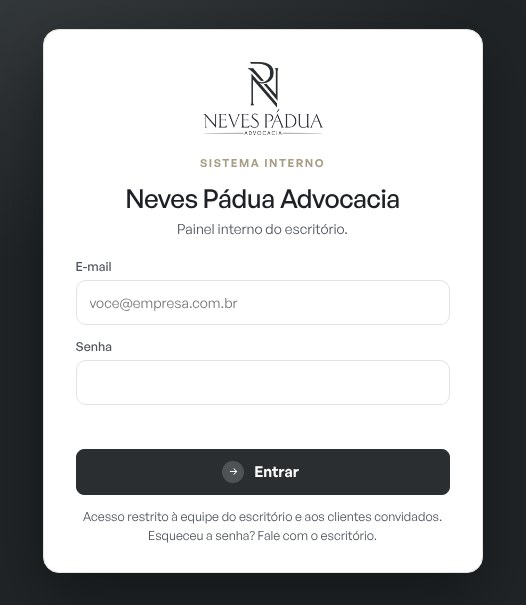 NEVES PÁDUA
ADVOCACIA
SISTEMA INTERNO
Neves Pádua Advocacia
Painel interno do escritório.
E-mail
voce@empresa.com.br
Senha
Entrar
Acesso restrito à equipe do escritório e aos clientes convidados.
Esqueceu a senha? Fale com o escritório.